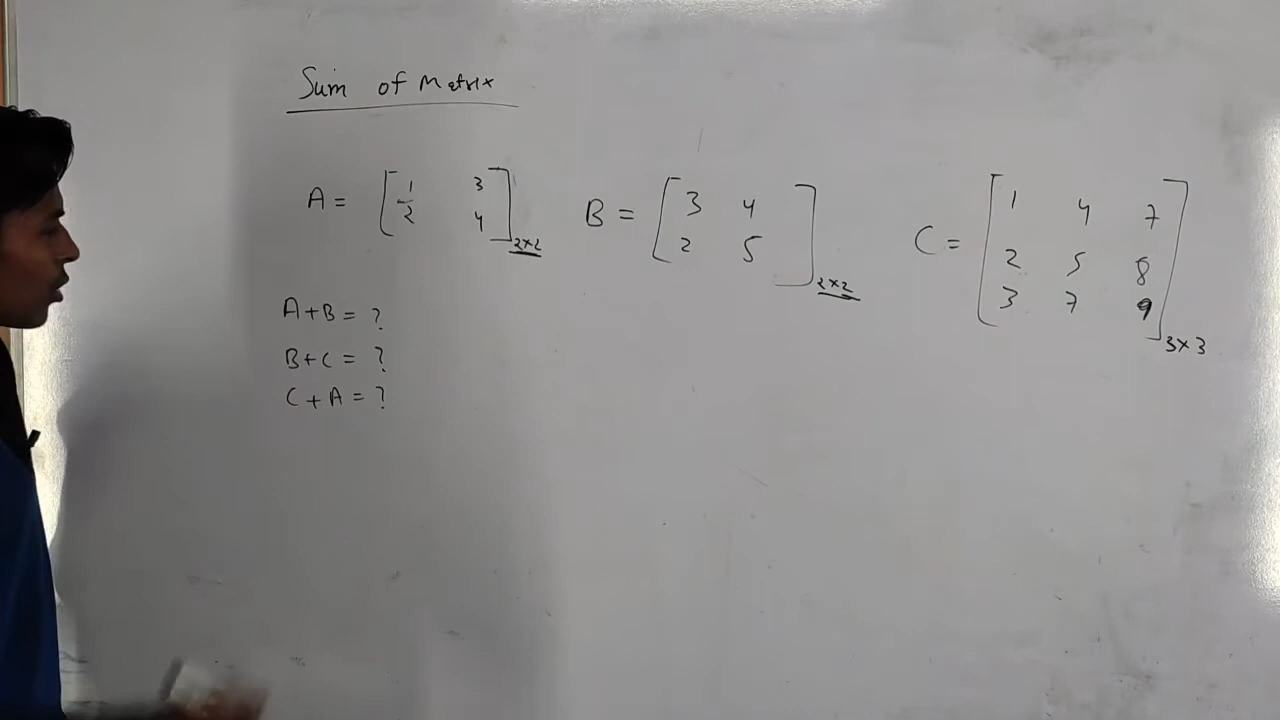 Sum of Matrix
A = [ 1 3
2 4 ] 2×2
B = [ 3 4
2 5 ] 2×2
C = [ 1 4 7
2 5 8
3 7 9 ] 3×3
A+B = ?
B+C = ?
C+A = ?